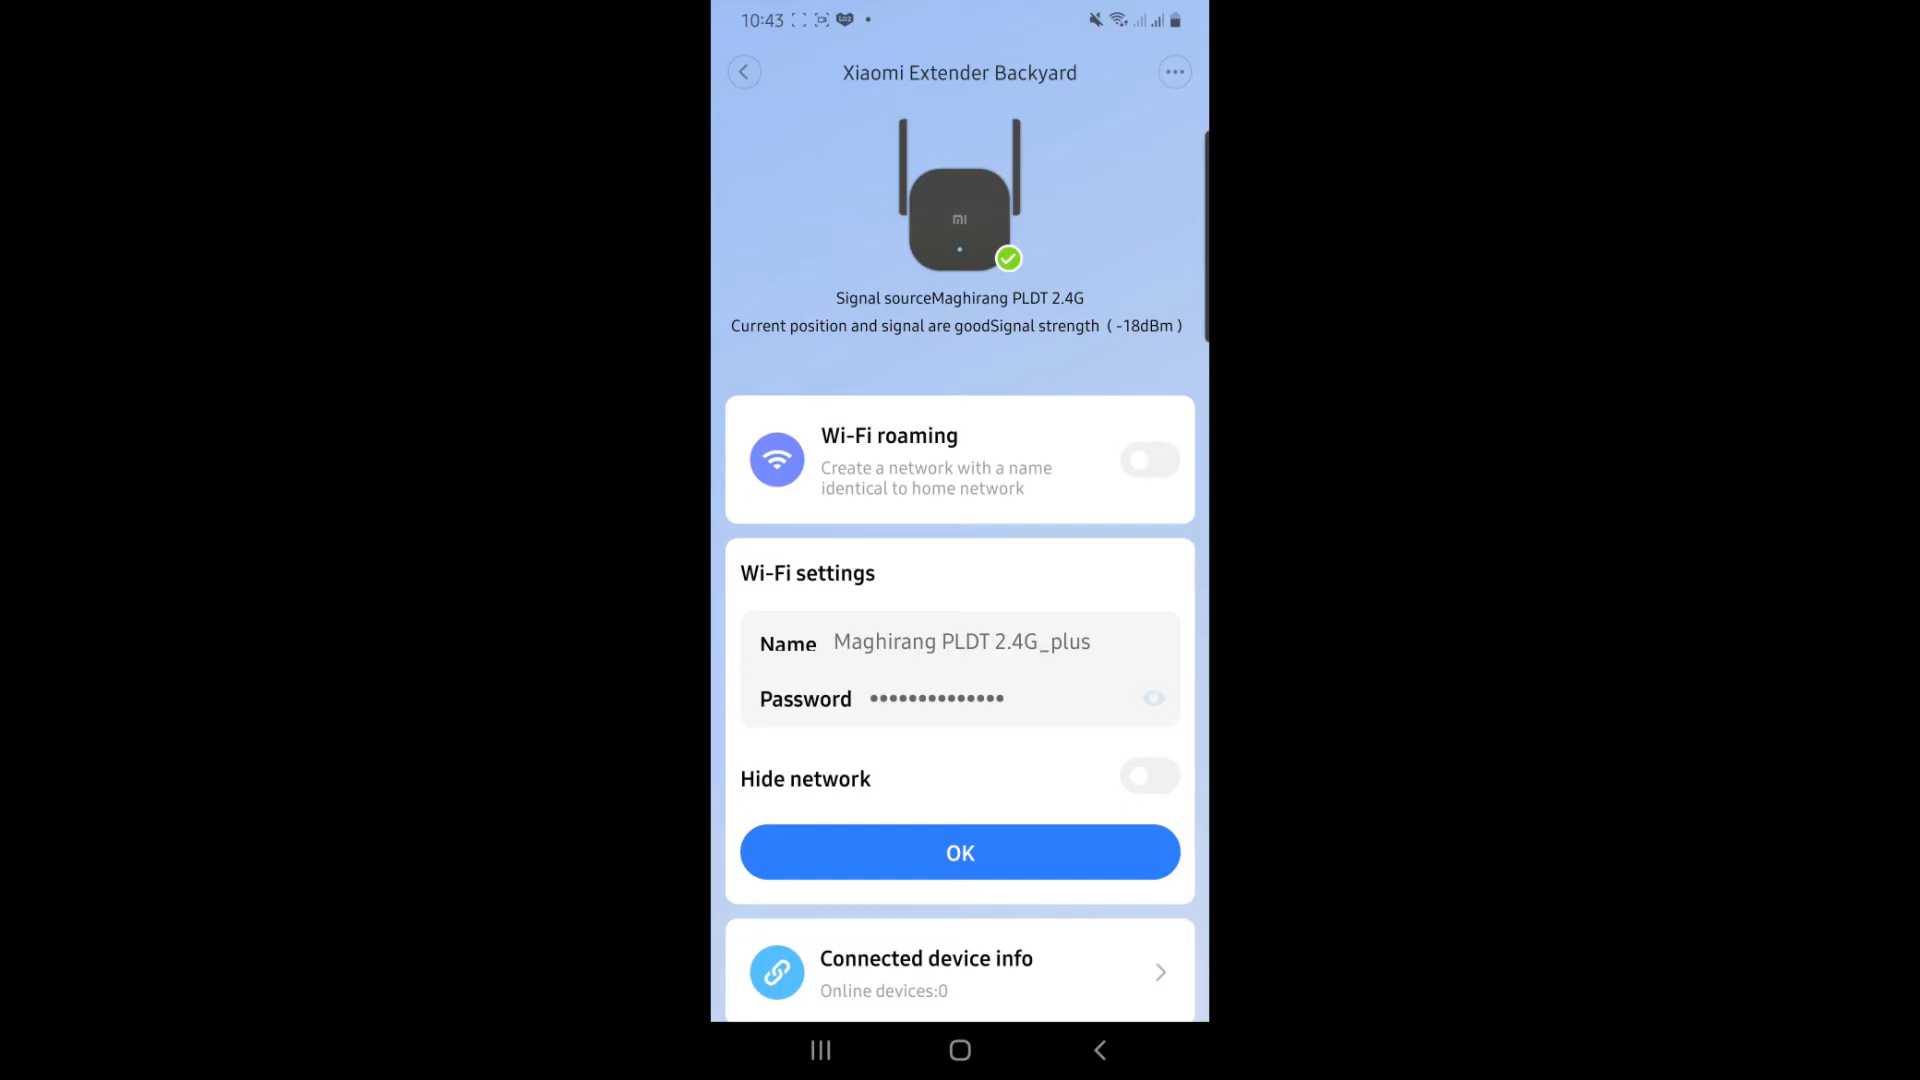 10:43
Xiaomi Extender Backyard
mi
Signal sourceMaghirang PLDT 2.4G
Current position and signal are goodSignal strength ( -18dBm )
Wi-Fi roaming
Create a network with a name
identical to home network
Wi-Fi settings
Name Maghirang PLDT 2.4G_plus
Password ••••••••••••••
Hide network
OK
Connected device info
Online devices:0